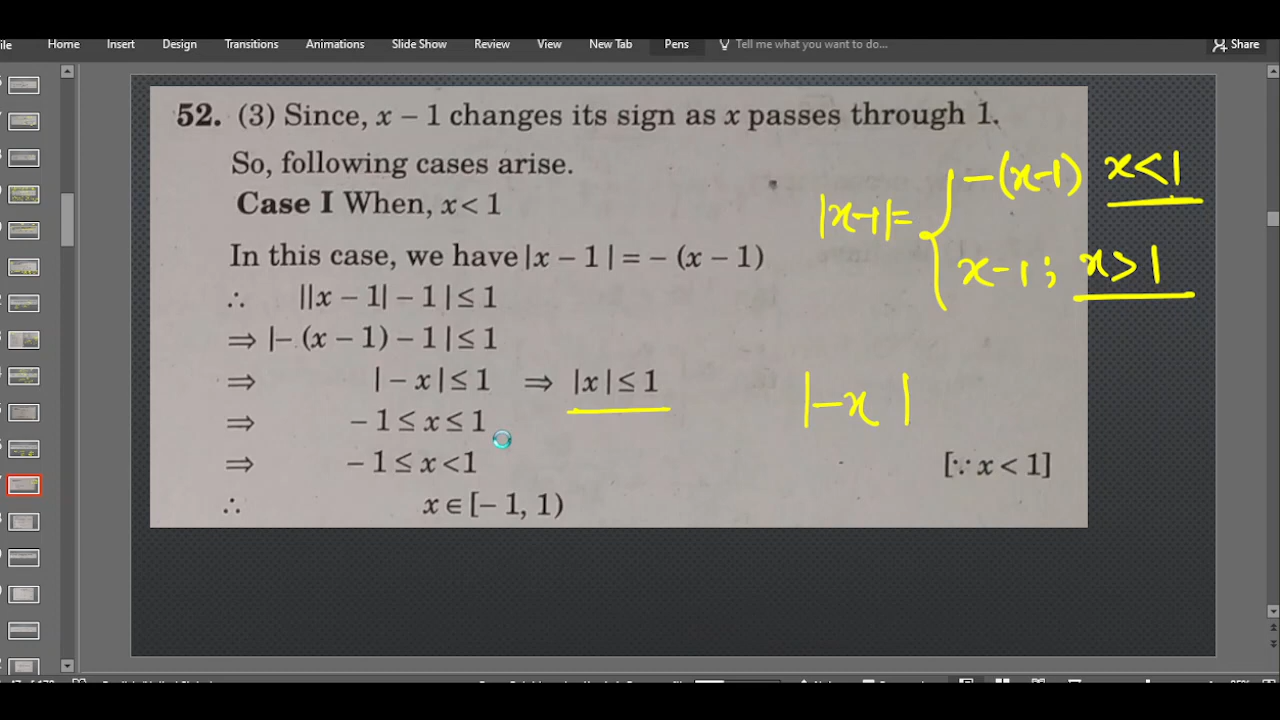 File Home Insert Design Transitions Animations Slide Show Review View New Tab Pens Tell me what you want to do... Share
52. (3) Since, x – 1 changes its sign as x passes through 1.
So, following cases arise.
Case I When, x < 1
In this case, we have |x – 1| = – (x – 1)
∴ ||x – 1| – 1| ≤ 1
⇒ |– (x – 1) – 1| ≤ 1
⇒ | – x| ≤ 1 ⇒ |x| ≤ 1
⇒ – 1 ≤ x ≤ 1
⇒ – 1 ≤ x <1 [∵ x < 1]
∴ x ∈ [– 1, 1)
|x-1| = { -(x-1) x<1
x-1; x>1
|-x|